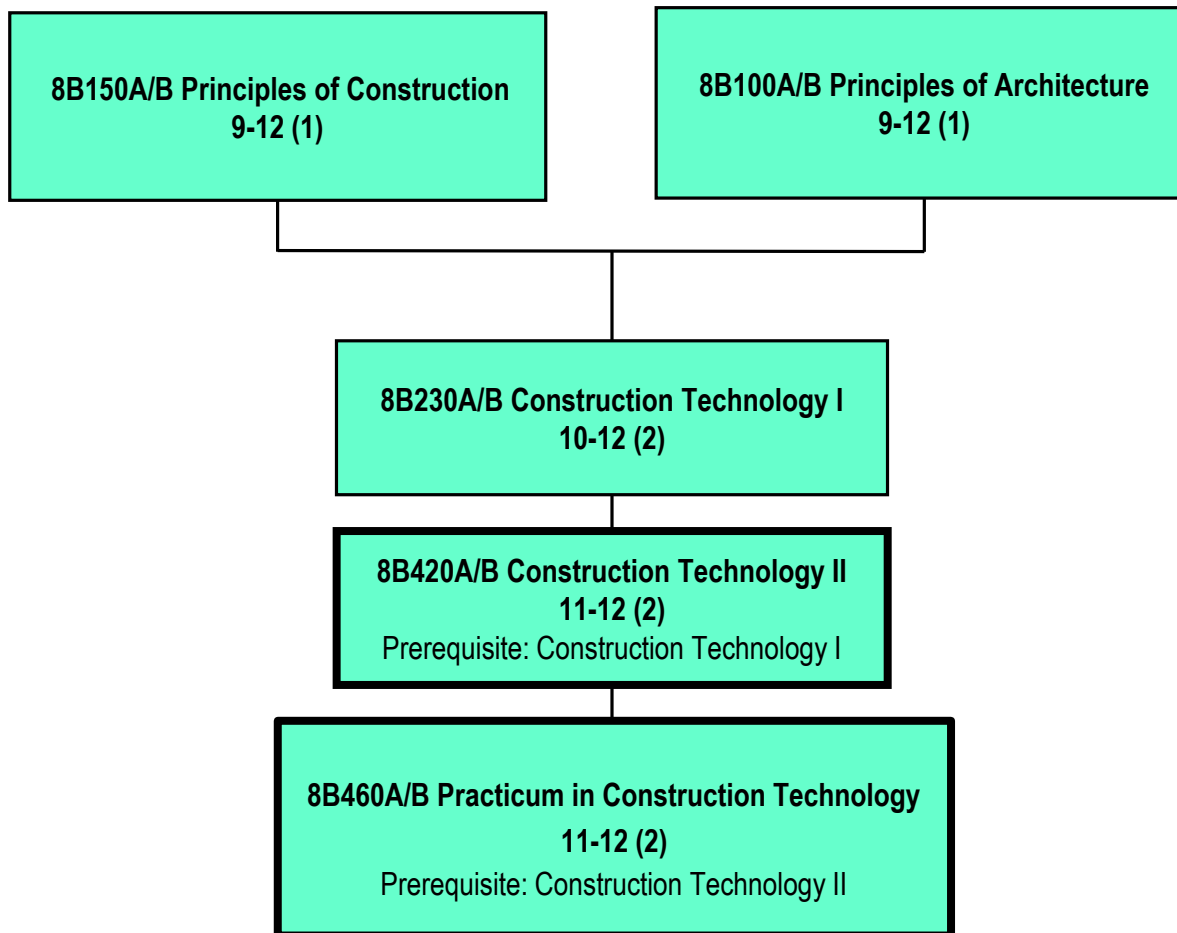 8B150A/B Principles of Construction
9-12 (1)
8B100A/B Principles of Architecture
9-12 (1)
8B230A/B Construction Technology I
10-12 (2)
8B420A/B Construction Technology II
11-12 (2)
Prerequisite: Construction Technology I
8B460A/B Practicum in Construction Technology
11-12 (2)
Prerequisite: Construction Technology II